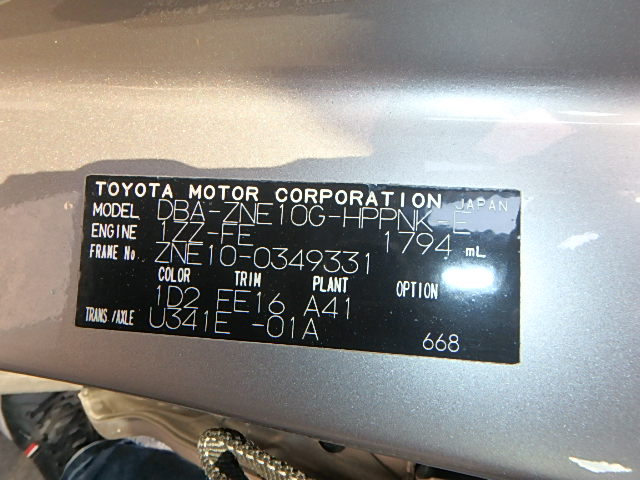 TOYOTA MOTOR CORPORATION JAPAN
MODEL DBA-ZNE10G-HPPNK-E
ENGINE 1ZZ-FE 1794 mL
FRAME No. ZNE10-0349331
COLOR TRIM PLANT OPTION
1D2 FE16 A41
TRANS/AXLE U341E -01A
668